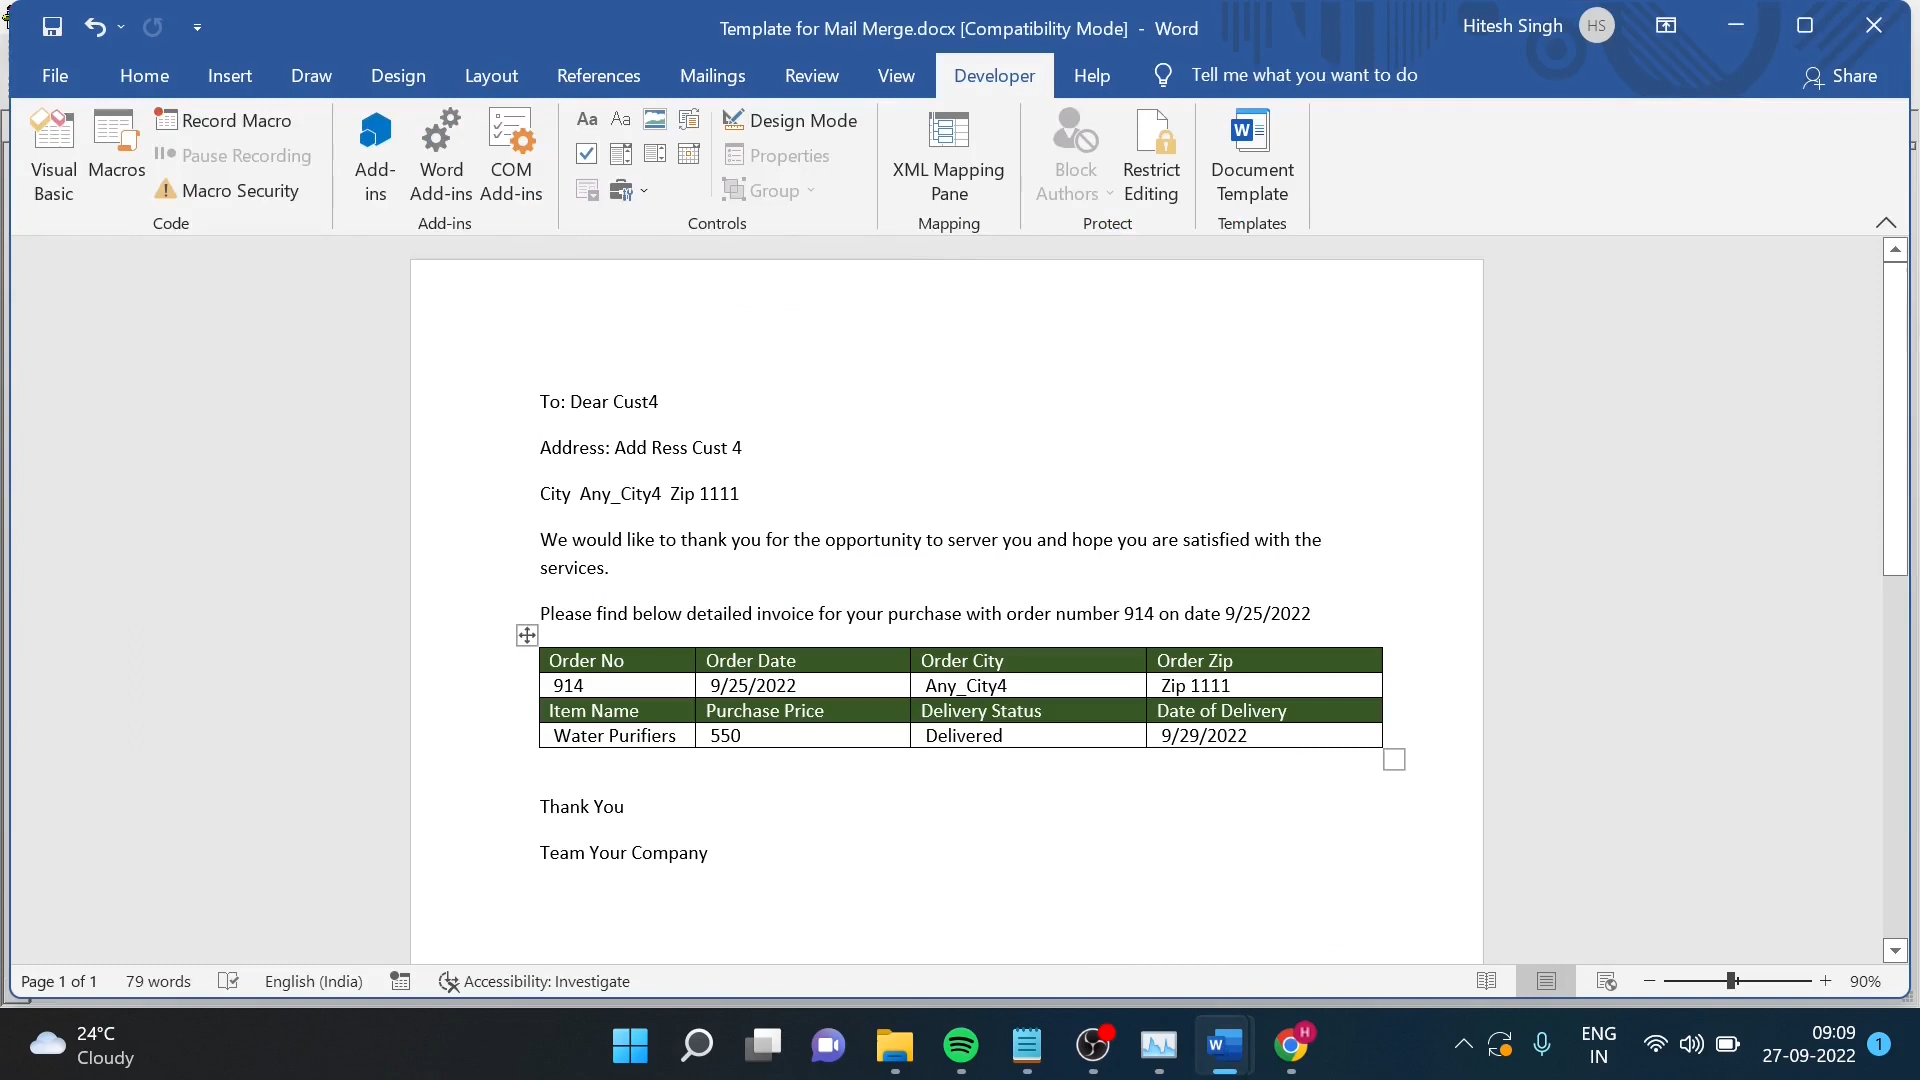 Template for Mail Merge.docx [Compatibility Mode] - Word
Hitesh Singh
HS
File Home Insert Draw Design Layout References Mailings Review View Developer Help Tell me what you want to do
Share
Visual Basic
Macros
Record Macro
Pause Recording
Macro Security
Code
Add-ins
Word Add-ins
COM Add-ins
Add-ins
Aa Aa
Design Mode
Properties
Group
Controls
XML Mapping Pane
Mapping
Block Authors
Restrict Editing
Protect
W
Document Template
Templates
To: Dear Cust4
Address: Add Ress Cust 4
City Any_City4 Zip 1111
We would like to thank you for the opportunity to server you and hope you are satisfied with the
services.
Please find below detailed invoice for your purchase with order number 914 on date 9/25/2022
Order No Order Date Order City Order Zip
914 9/25/2022 Any_City4 Zip 1111
Item Name Purchase Price Delivery Status Date of Delivery
Water Purifiers 550 Delivered 9/29/2022
Thank You
Team Your Company
Page 1 of 1 79 words English (India) Accessibility: Investigate 90%
24°C
Cloudy
W
H
ENG
IN
09:09
27-09-2022
1